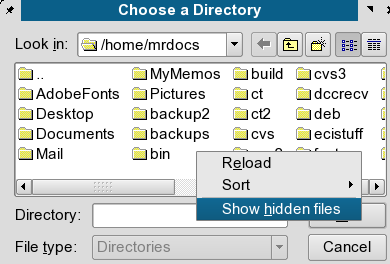 Choose a Directory
Look in: /home/mrdocs
.. MyMemos build cvs3
AdobeFonts Pictures ct dccrecv
Desktop backup2 ct2 deb
Documents backups cvs ecistuff
Mail bin
Reload
Sort
Directory: Show hidden files
File type: Directories Cancel